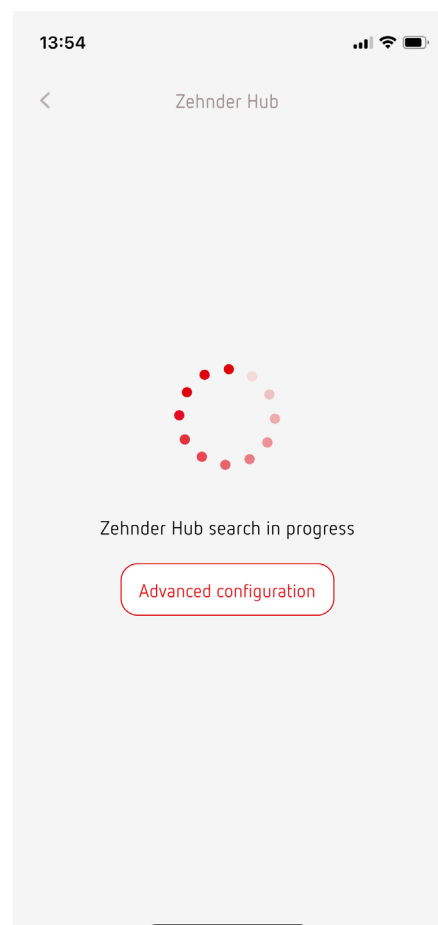 13:54
Zehnder Hub
Zehnder Hub search in progress
Advanced configuration